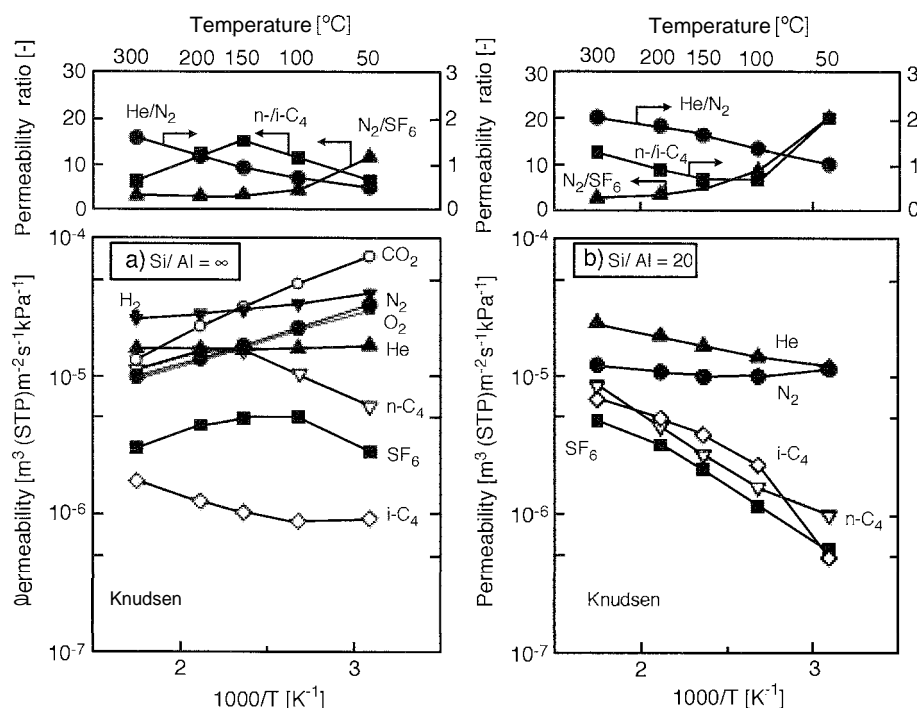 Temperature [°C]
300 200 150 100 50
Permeability ratio [-]
30
20
10
0
3
2
1
0
He/N₂
n-/i-C₄
N₂/SF₆
a) Si/ Al = ∞
10⁻⁴
10⁻⁵
10⁻⁶
10⁻⁷
Permeability [m³ (STP)m⁻²s⁻¹kPa⁻¹]
CO₂
H₂
N₂
O₂
He
n-C₄
SF₆
i-C₄
Knudsen
2 3
1000/T [K⁻¹]
Temperature [°C]
300 200 150 100 50
Permeability ratio [-]
30
20
10
0
3
2
1
0
He/N₂
n-/i-C₄
N₂/SF₆
b) Si/ Al = 20
10⁻⁴
10⁻⁵
10⁻⁶
10⁻⁷
Permeability [m³ (STP)m⁻²s⁻¹kPa⁻¹]
He
N₂
i-C₄
SF₆
n-C₄
Knudsen
2 3
1000/T [K⁻¹]